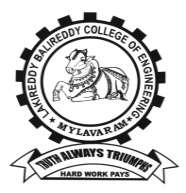 LAKIREDDY BALIREDDY COLLEGE OF ENGINEERING
MYLAVARAM
TRUTH ALWAYS TRIUMPHS
HARD WORK PAYS